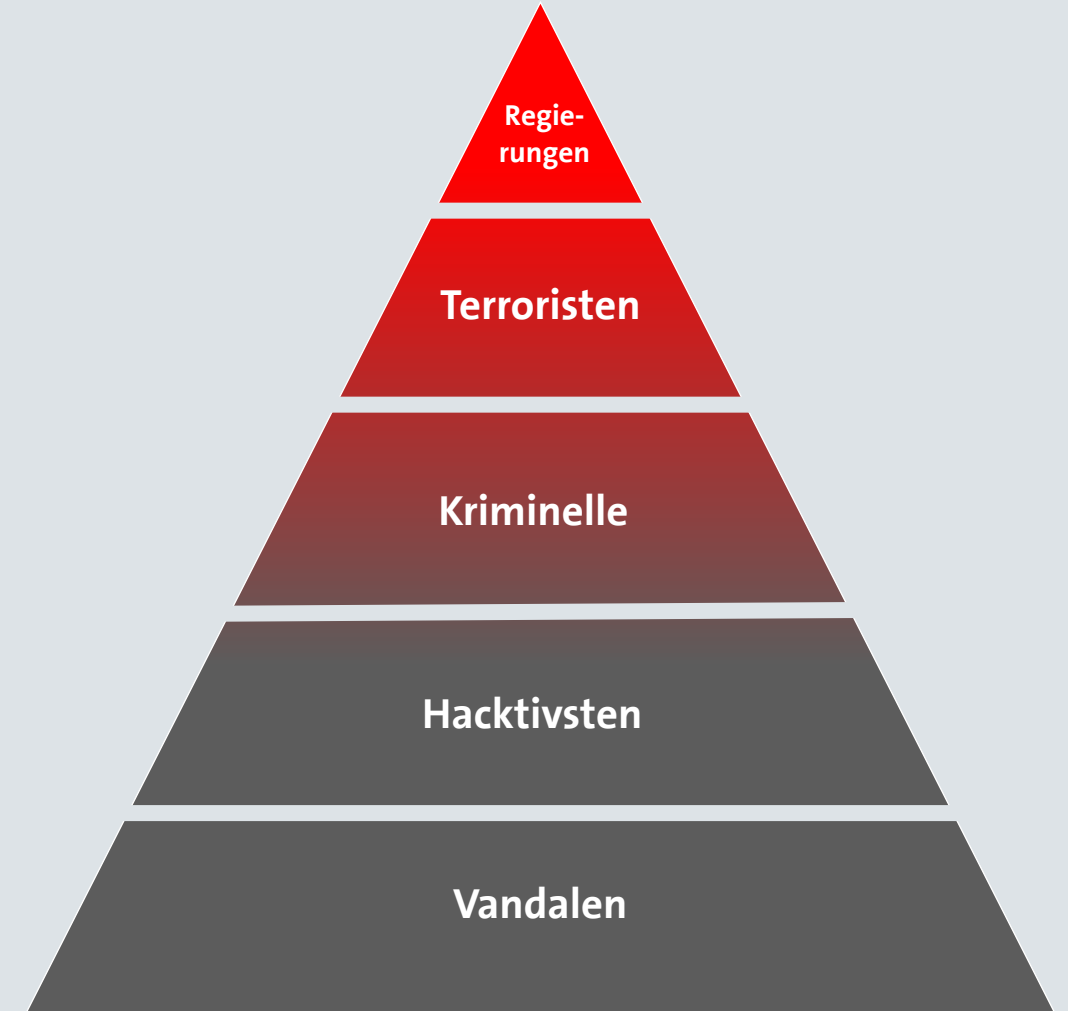 Regie-
rungen
Terroristen
Kriminelle
Hacktivsten
Vandalen